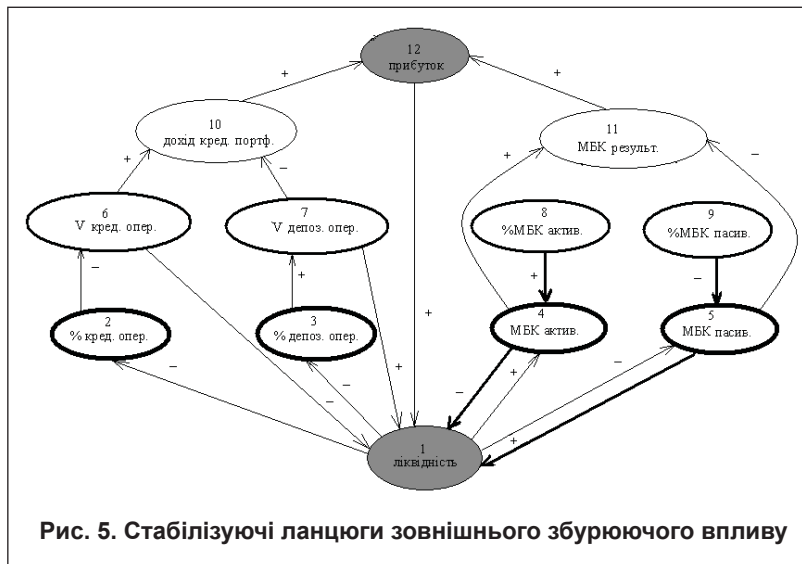 12
прибуток
+
+
10
дохід кред. портф.
11
МБК результ.
+
–
+
–
6
V кред. опер.
7
V депоз. опер.
8
%МБК актив.
9
%МБК пасив.
–
+
+
–
2
% кред. опер.
3
% депоз. опер.
4
МБК актив.
5
МБК пасив.
+
–
–
+
–
–
+
–
+
1
ліквідність
Рис. 5. Стабілізуючі ланцюги зовнішнього збурюючого впливу